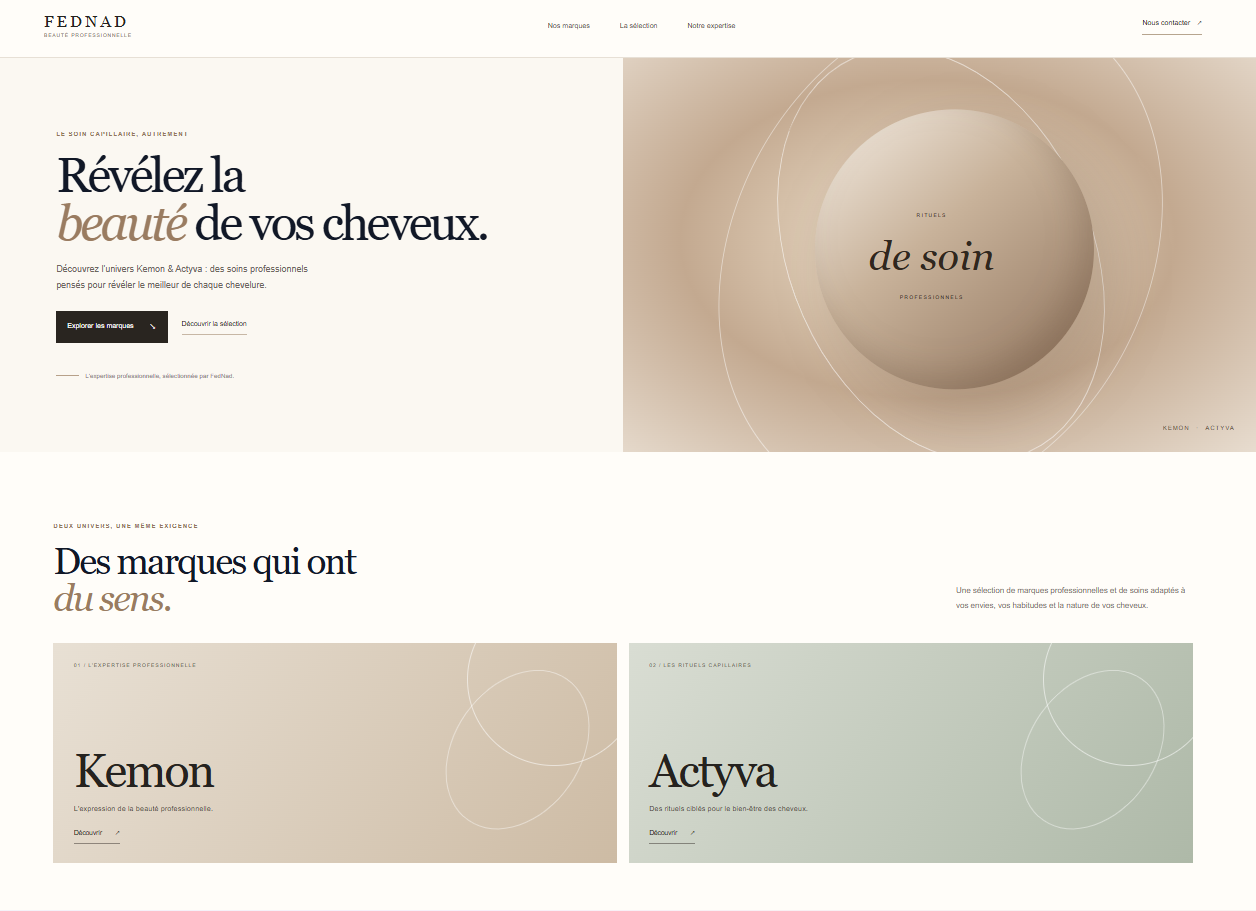 FEDNAD
BEAUTÉ PROFESSIONNELLE
Nos marques
La sélection
Notre expertise
Nous contacter ↗
LE SOIN CAPILLAIRE, AUTREMENT
Révélez la
beauté de vos cheveux.
Découvrez l'univers Kemon & Actyva : des soins professionnels
pensés pour révéler le meilleur de chaque chevelure.
Explorer les marques ↘
Découvrir la sélection
L'expertise professionnelle, sélectionnée par FedNad.
RITUELS
de soin
PROFESSIONNELS
KEMON · ACTYVA
DEUX UNIVERS, UNE MÊME EXIGENCE
Des marques qui ont
du sens.
Une sélection de marques professionnelles et de soins adaptés à
vos envies, vos habitudes et la nature de vos cheveux.
01 / L'EXPERTISE PROFESSIONNELLE
Kemon
L'expression de la beauté professionnelle.
Découvrir ↗
02 / LES RITUELS CAPILLAIRES
Actyva
Des rituels ciblés pour le bien-être des cheveux.
Découvrir ↗